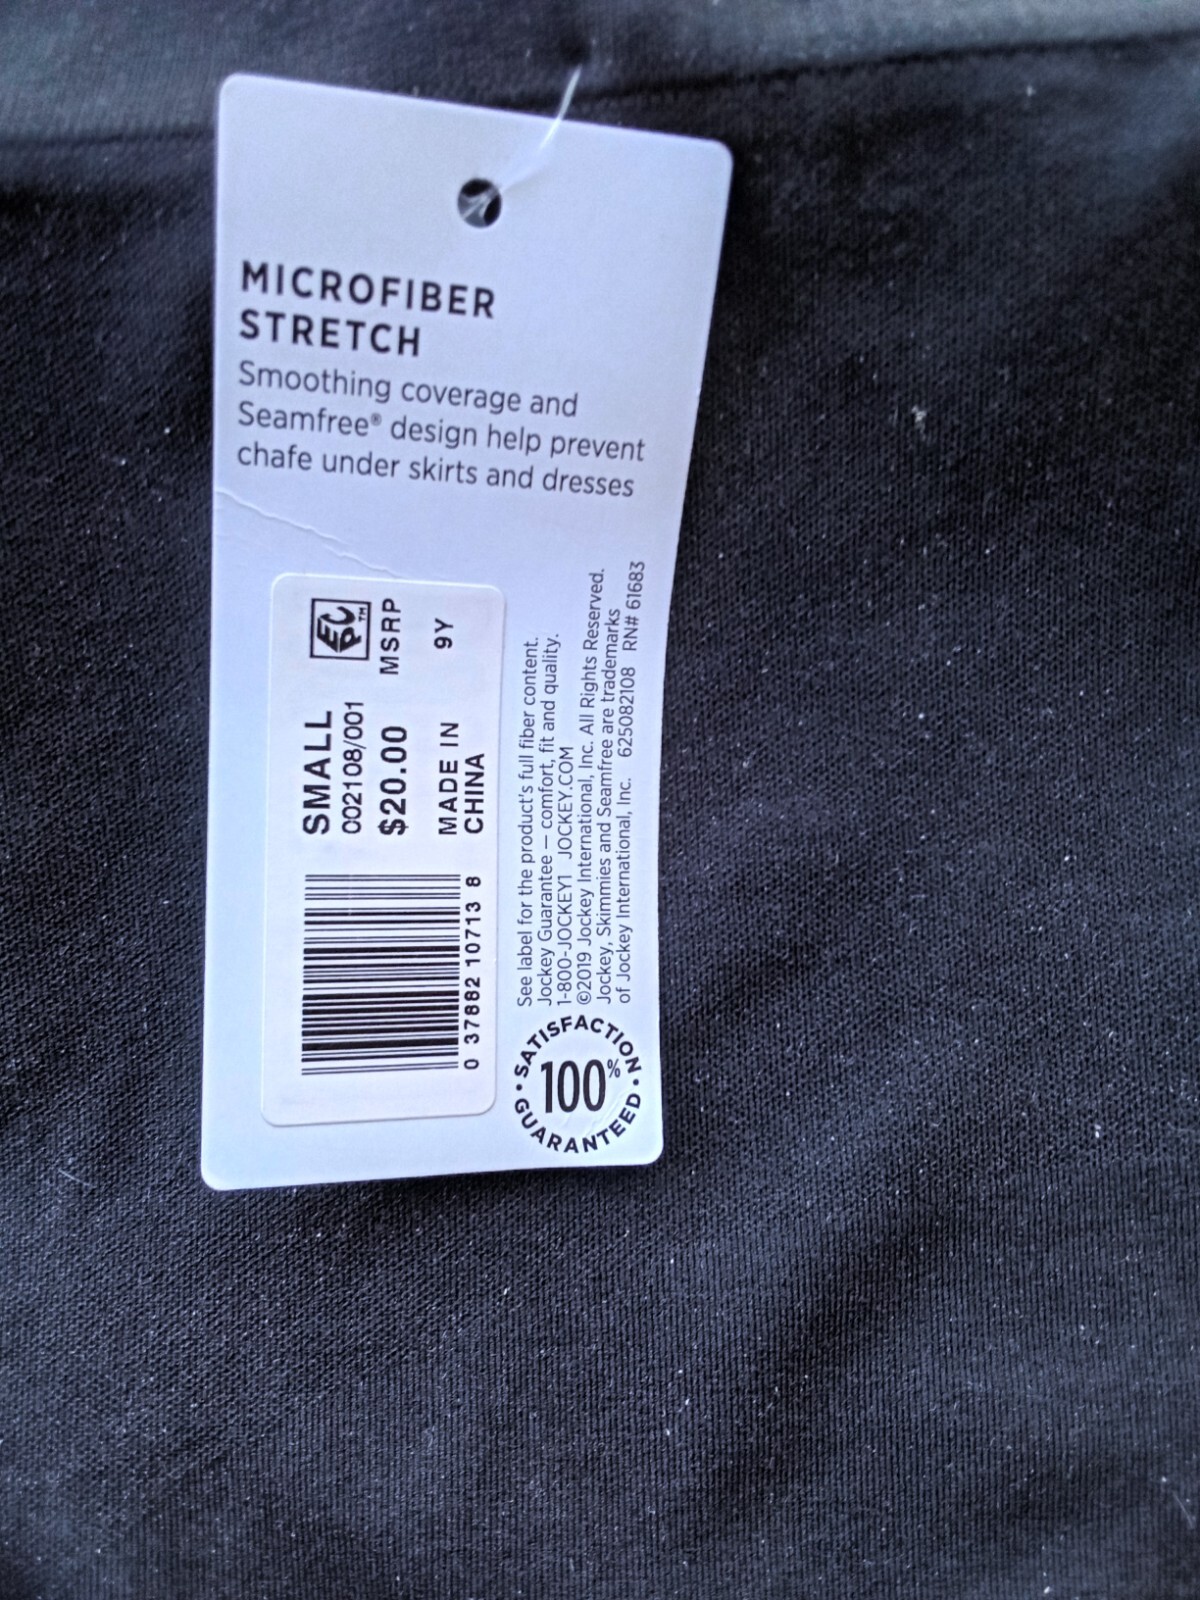 MICROFIBER
STRETCH
Smoothing coverage and
Seamfree® design help prevent
chafe under skirts and dresses
SMALL
002108/001
$20.00 MSRP
MADE IN 9Y
CHINA
0 37882 10713 8
See label for the product's full fiber content.
Jockey Guarantee — comfort, fit and quality.
1-800-JOCKEY1 JOCKEY.COM
©2019 Jockey International, Inc. All Rights Reserved.
Jockey, Skimmies and Seamfree are trademarks
of Jockey International, Inc. 625082108 RN# 61683
• SATISFACTION •
100%
GUARANTEED